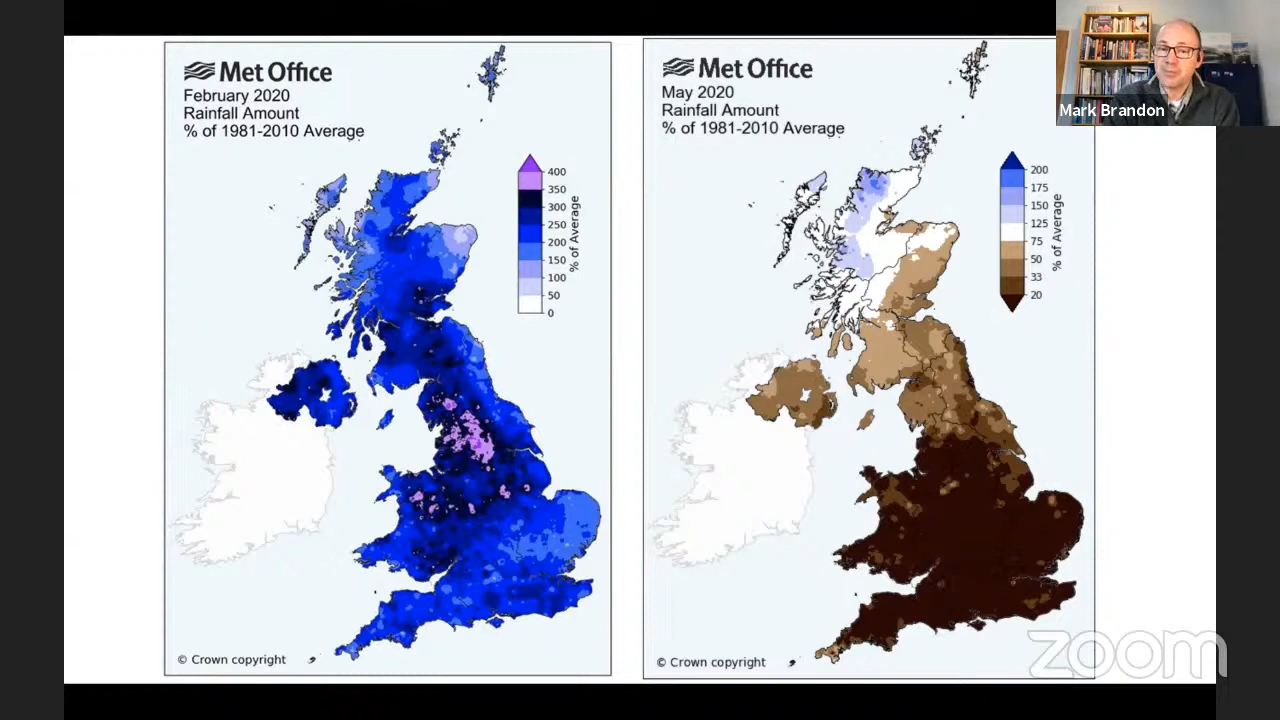 Met Office
February 2020
Rainfall Amount
% of 1981-2010 Average
400
350
300
250
200
150
100
50
0
% of Average
© Crown copyright
Met Office
May 2020
Rainfall Amount
% of 1981-2010 Average
200
175
150
125
75
50
33
20
% of Average
© Crown copyright
Mark Brandon
zoom